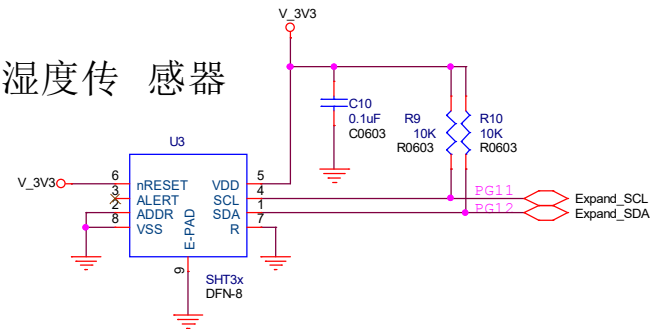 V_3V3
湿度传 感器
C10
0.1uF
C0603
R9
10K
R0603
R10
10K
R0603
U3
V_3V3
6
3
2
8
nRESET
ALERT
ADDR
VSS
E-PAD
VDD
SCL
SDA
R
5
4
1
7
9
PG11
PG12
Expand_SCL
Expand_SDA
SHT3x
DFN-8